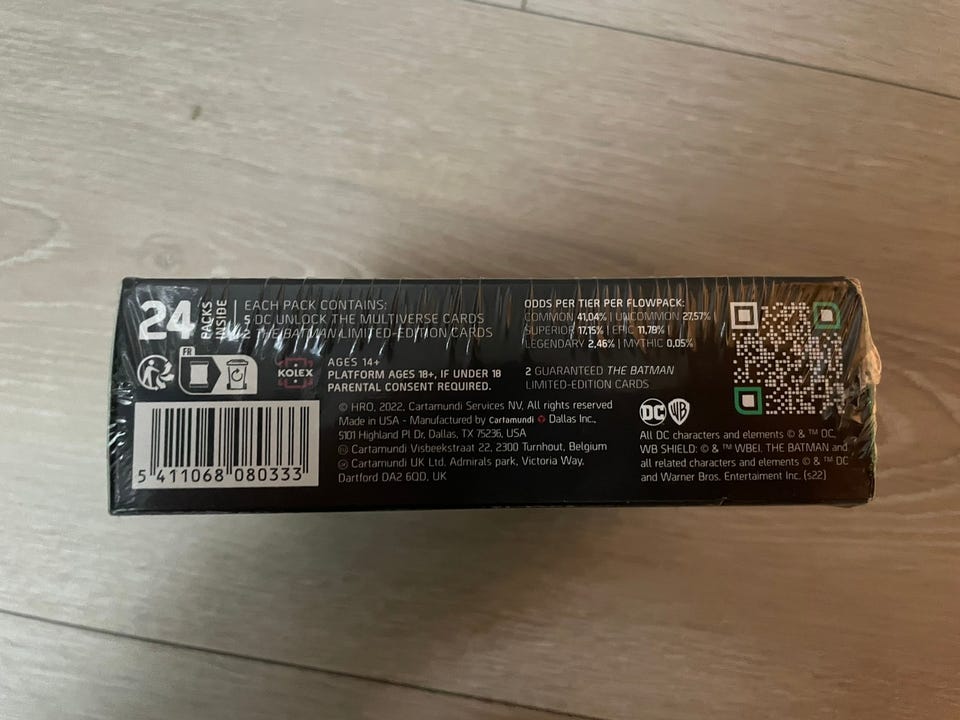 24 PACKS INSIDE
EACH PACK CONTAINS:
5 DC UNLOCK THE MULTIVERSE CARDS
2 THE BATMAN LIMITED-EDITION CARDS
FR
KOLEX
AGES 14+
PLATFORM AGES 18+, IF UNDER 18
PARENTAL CONSENT REQUIRED.
ODDS PER TIER PER FLOWPACK:
COMMON 41,04% | UNCOMMON 27,57%
SUPERIOR 17,15% | EPIC 11,78% |
LEGENDARY 2,46% | MYTHIC 0,05%
2 GUARANTEED THE BATMAN
LIMITED-EDITION CARDS
5 411068 080333
© HRO, 2022, Cartamundi Services NV, All rights reserved
Made in USA - Manufactured by Cartamundi Dallas Inc.,
5101 Highland Pl Dr, Dallas, TX 75236, USA
Cartamundi Visbeekstraat 22, 2300 Turnhout, Belgium
Cartamundi UK Ltd. Admirals park, Victoria Way,
Dartford DA2 6QD, UK
DC WB
All DC characters and elements © & ™ DC,
WB SHIELD: © & ™ WBEI. THE BATMAN and
all related characters and elements © & ™ DC
and Warner Bros. Entertaiment Inc. (s22)